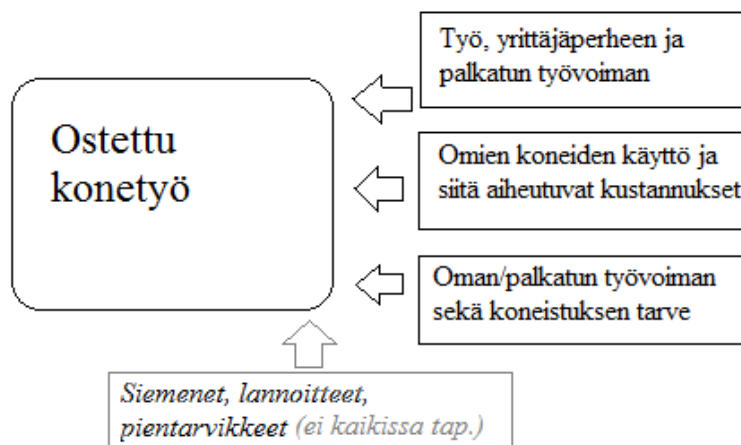 Työ, yrittäjäperheen ja
palkatun työvoiman
Ostettu
konetyö
Omien koneiden käyttö ja
siitä aiheutuvat kustannukset
Oman/palkatun työvoiman
sekä koneistuksen tarve
Siemenet, lannoitteet,
pientarvikkeet (ei kaikissa tap.)